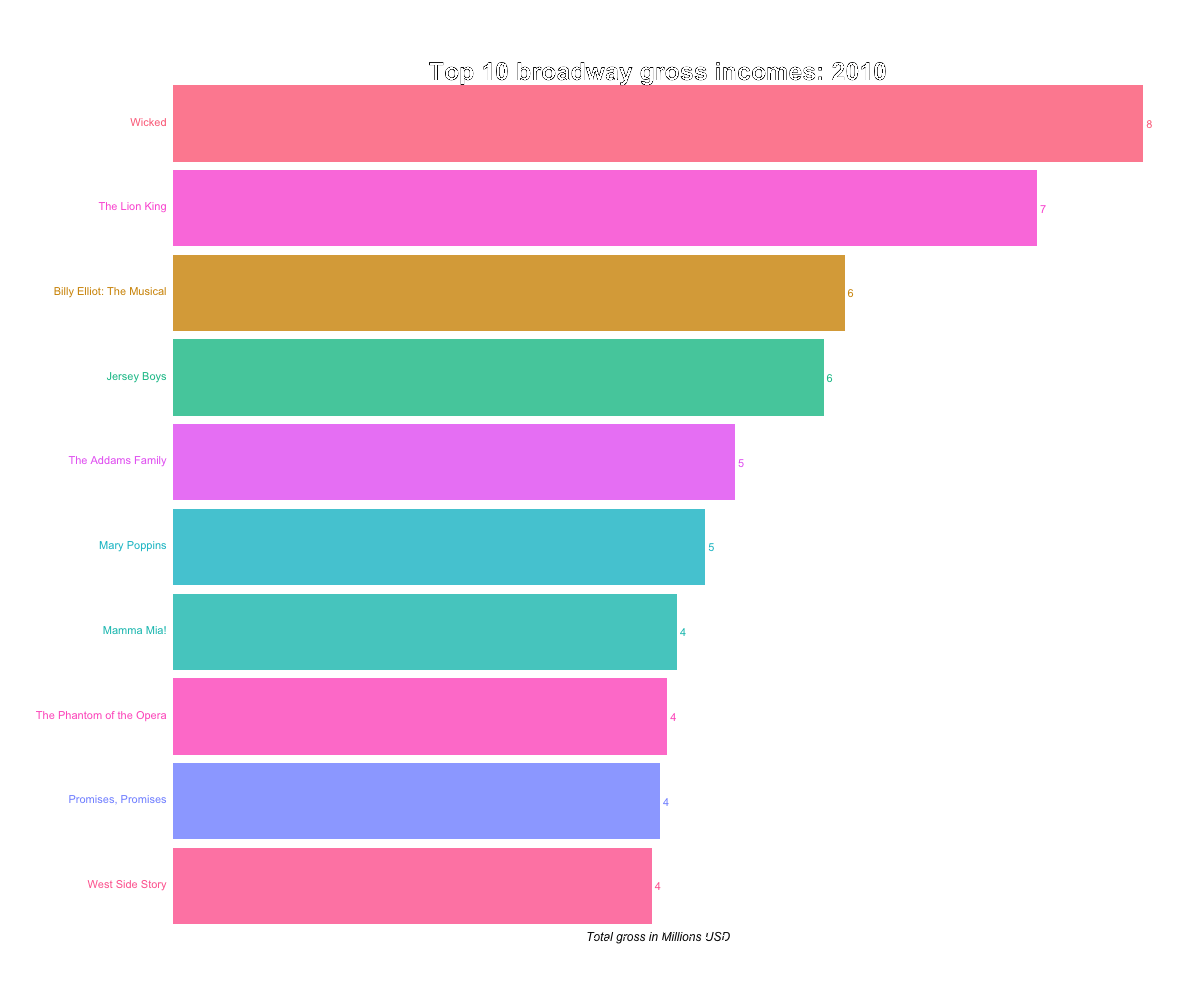 Top 10 broadway gross incomes: 2010
Wicked 8
The Lion King 7
Billy Elliot: The Musical 6
Jersey Boys 6
The Addams Family 5
Mary Poppins 5
Mamma Mia! 4
The Phantom of the Opera 4
Promises, Promises 4
West Side Story 4
Total gross in Millions USD